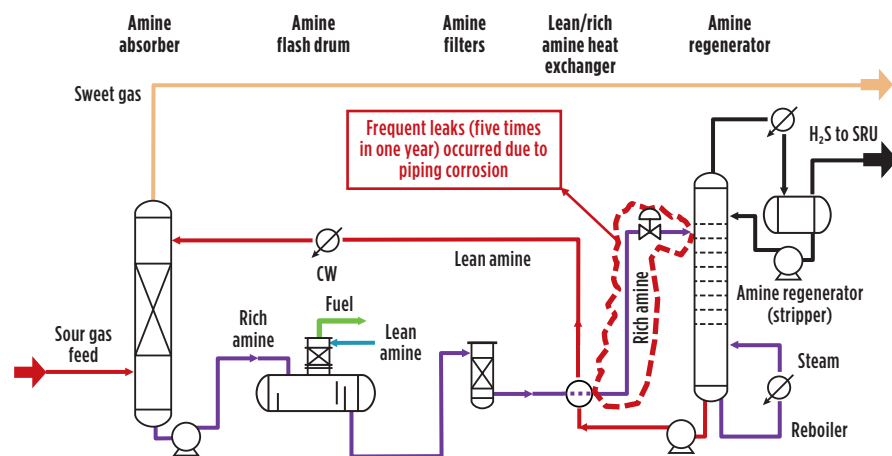 Amine
absorber
Amine
flash drum
Amine
filters
Lean/rich
amine heat
exchanger
Amine
regenerator
Sweet gas
Frequent leaks (five times
in one year) occurred due to
piping corrosion
H₂S to SRU
CW
Lean amine
Rich amine
Amine regenerator
(stripper)
Sour gas
feed
Rich
amine
Fuel
Lean
amine
Steam
Reboiler